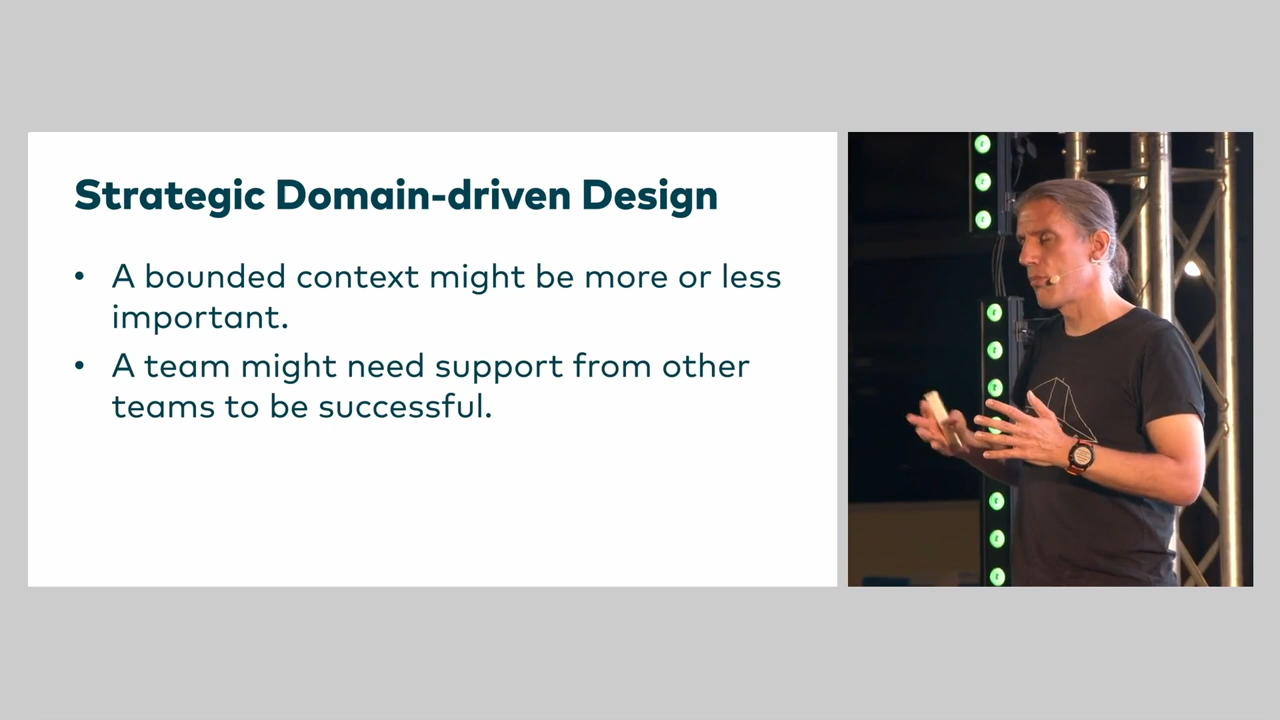 Strategic Domain-driven Design
• A bounded context might be more or less
important.
• A team might need support from other
teams to be successful.